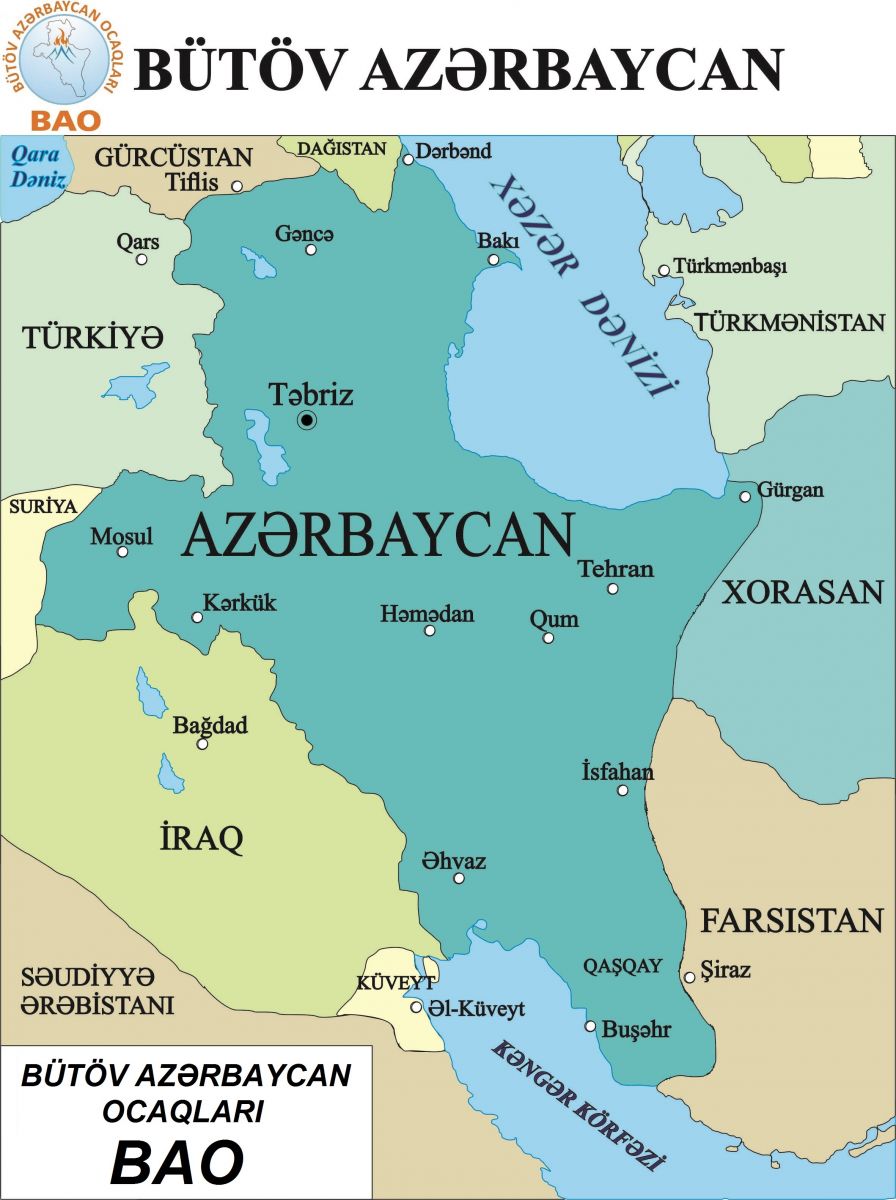 BÜTÖV AZƏRBAYCAN OCAQLARI
BAO
BÜTÖV AZƏRBAYCAN
Qara
Dəniz
GÜRCÜSTAN
Tiflis
DAĞISTAN
Dərbənd
XƏZƏR DƏNİZİ
Qars
Gəncə
Bakı
Türkmənbaşı
TÜRKİYƏ
TÜRKMƏNİSTAN
Təbriz
SURİYA
Mosul
AZƏRBAYCAN
Gürgan
Tehran
XORASAN
Kərkük
Həmədan
Qum
Bağdad
İsfahan
İRAQ
Əhvaz
FARSISTAN
SƏUDİYYƏ
ƏRƏBİSTANI
KÜVEYT
QAŞQAY
Şiraz
Əl-Küveyt
Buşəhr
KƏNGƏR KÖRFƏZİ
BÜTÖV AZƏRBAYCAN
OCAQLARI
BAO